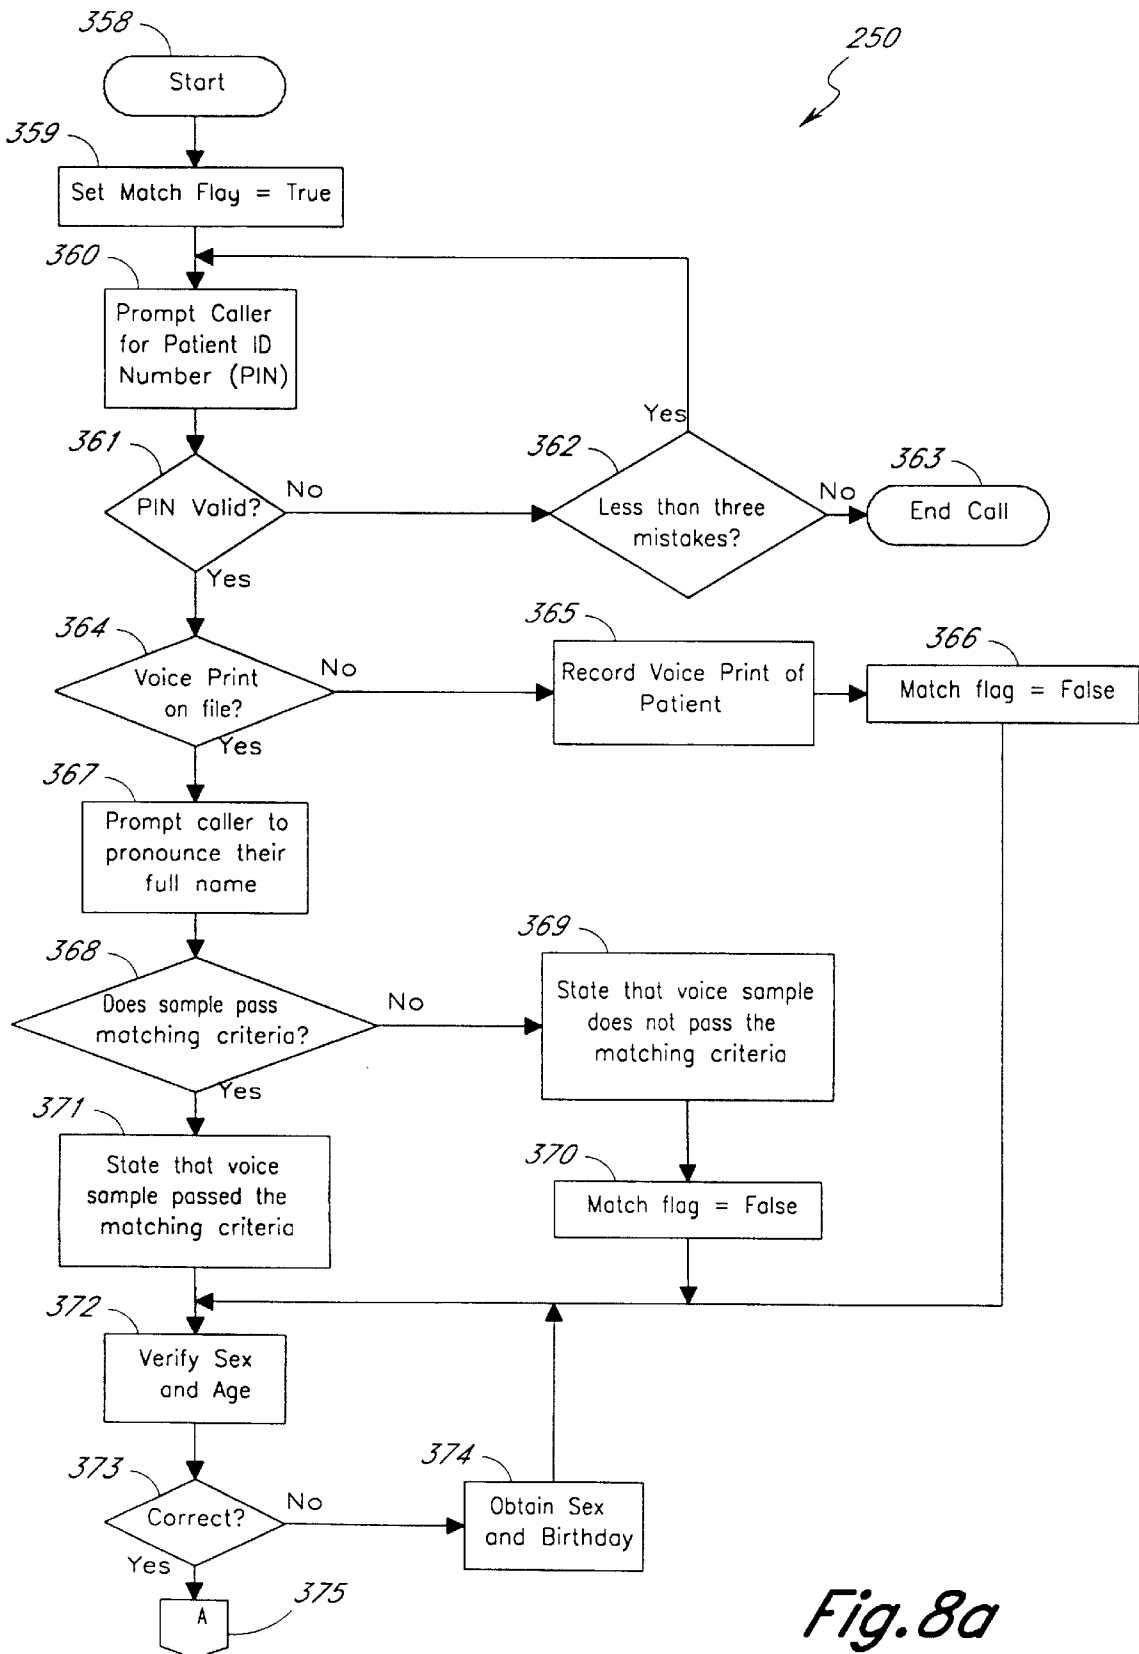 358
250
Start
359
Set Match Flay = True
360
Prompt Caller
for Patient ID
Number (PIN)
Yes
361
362
363
PIN Valid?
No
Less than three
mistakes?
No
End Call
Yes
364
365
366
Voice Print
on file?
No
Record Voice Print of
Patient
Match flag = False
Yes
367
Prompt caller to
pronounce their
full name
368
369
Does sample pass
matching criteria?
No
State that voice sample
does not pass the
matching criteria
Yes
371
370
State that voice
sample passed the
matching criteria
Match flag = False
372
Verify Sex
and Age
373
374
Correct?
No
Obtain Sex
and Birthday
Yes
A
375
Fig.8a